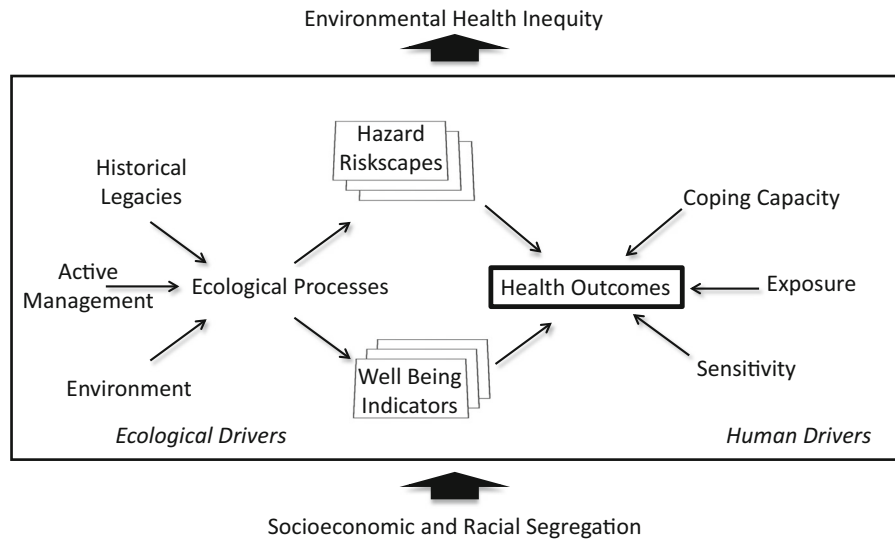 Environmental Health Inequity
Hazard
Riskscapes
Historical
Legacies
Coping Capacity
Active
Management
Ecological Processes
Health Outcomes
Exposure
Environment
Well Being
Indicators
Sensitivity
Ecological Drivers
Human Drivers
Socioeconomic and Racial Segregation